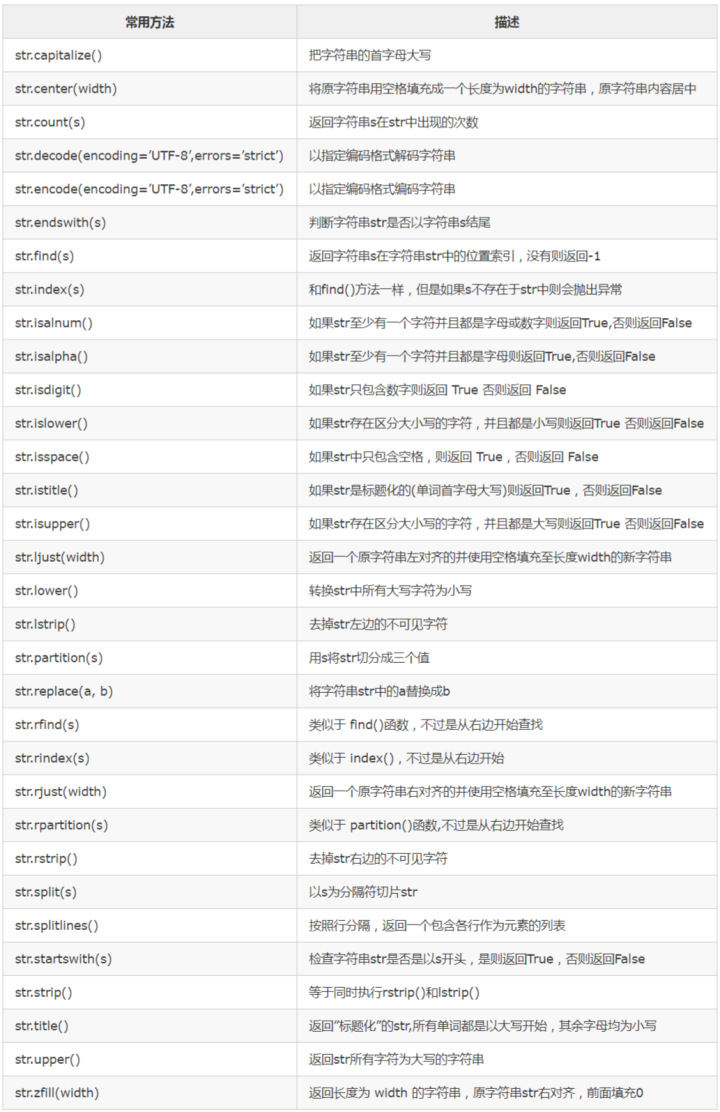 常用方法 描述
str.capitalize() 把字符串的首字母大写
str.center(width) 将原字符串用空格填充成一个长度为width的字符串，原字符串内容居中
str.count(s) 返回字符串s在str中出现的次数
str.decode(encoding=’UTF-8’,errors=’strict’) 以指定编码格式解码字符串
str.encode(encoding=’UTF-8’,errors=’strict’) 以指定编码格式编码字符串
str.endswith(s) 判断字符串str是否以字符串s结尾
str.find(s) 返回字符串s在字符串str中的位置索引，没有则返回-1
str.index(s) 和find()方法一样，但是如果s不存在于str中则会抛出异常
str.isalnum() 如果str至少有一个字符并且都是字母或数字则返回True,否则返回False
str.isalpha() 如果str至少有一个字符并且都是字母则返回True,否则返回False
str.isdigit() 如果str只包含数字则返回 True 否则返回 False
str.islower() 如果str存在区分大小写的字符，并且都是小写则返回True 否则返回False
str.isspace() 如果str中只包含空格，则返回 True，否则返回 False
str.istitle() 如果str是标题化的(单词首字母大写)则返回True，否则返回False
str.isupper() 如果str存在区分大小写的字符，并且都是大写则返回True 否则返回False
str.ljust(width) 返回一个原字符串左对齐的并使用空格填充至长度width的新字符串
str.lower() 转换str中所有大写字符为小写
str.lstrip() 去掉str左边的不可见字符
str.partition(s) 用s将str切分成三个值
str.replace(a, b) 将字符串str中的a替换成b
str.rfind(s) 类似于 find()函数，不过是从右边开始查找
str.rindex(s) 类似于 index()，不过是从右边开始
str.rjust(width) 返回一个原字符串右对齐的并使用空格填充至长度width的新字符串
str.rpartition(s) 类似于 partition()函数,不过是从右边开始查找
str.rstrip() 去掉str右边的不可见字符
str.split(s) 以s为分隔符切片str
str.splitlines() 按照行分隔，返回一个包含各行作为元素的列表
str.startswith(s) 检查字符串str是否是以s开头，是则返回True，否则返回False
str.strip() 等于同时执行rstrip()和lstrip()
str.title() 返回”标题化”的str,所有单词都是以大写开始，其余字母均为小写
str.upper() 返回str所有字符为大写的字符串
str.zfill(width) 返回长度为 width 的字符串，原字符串str右对齐，前面填充0